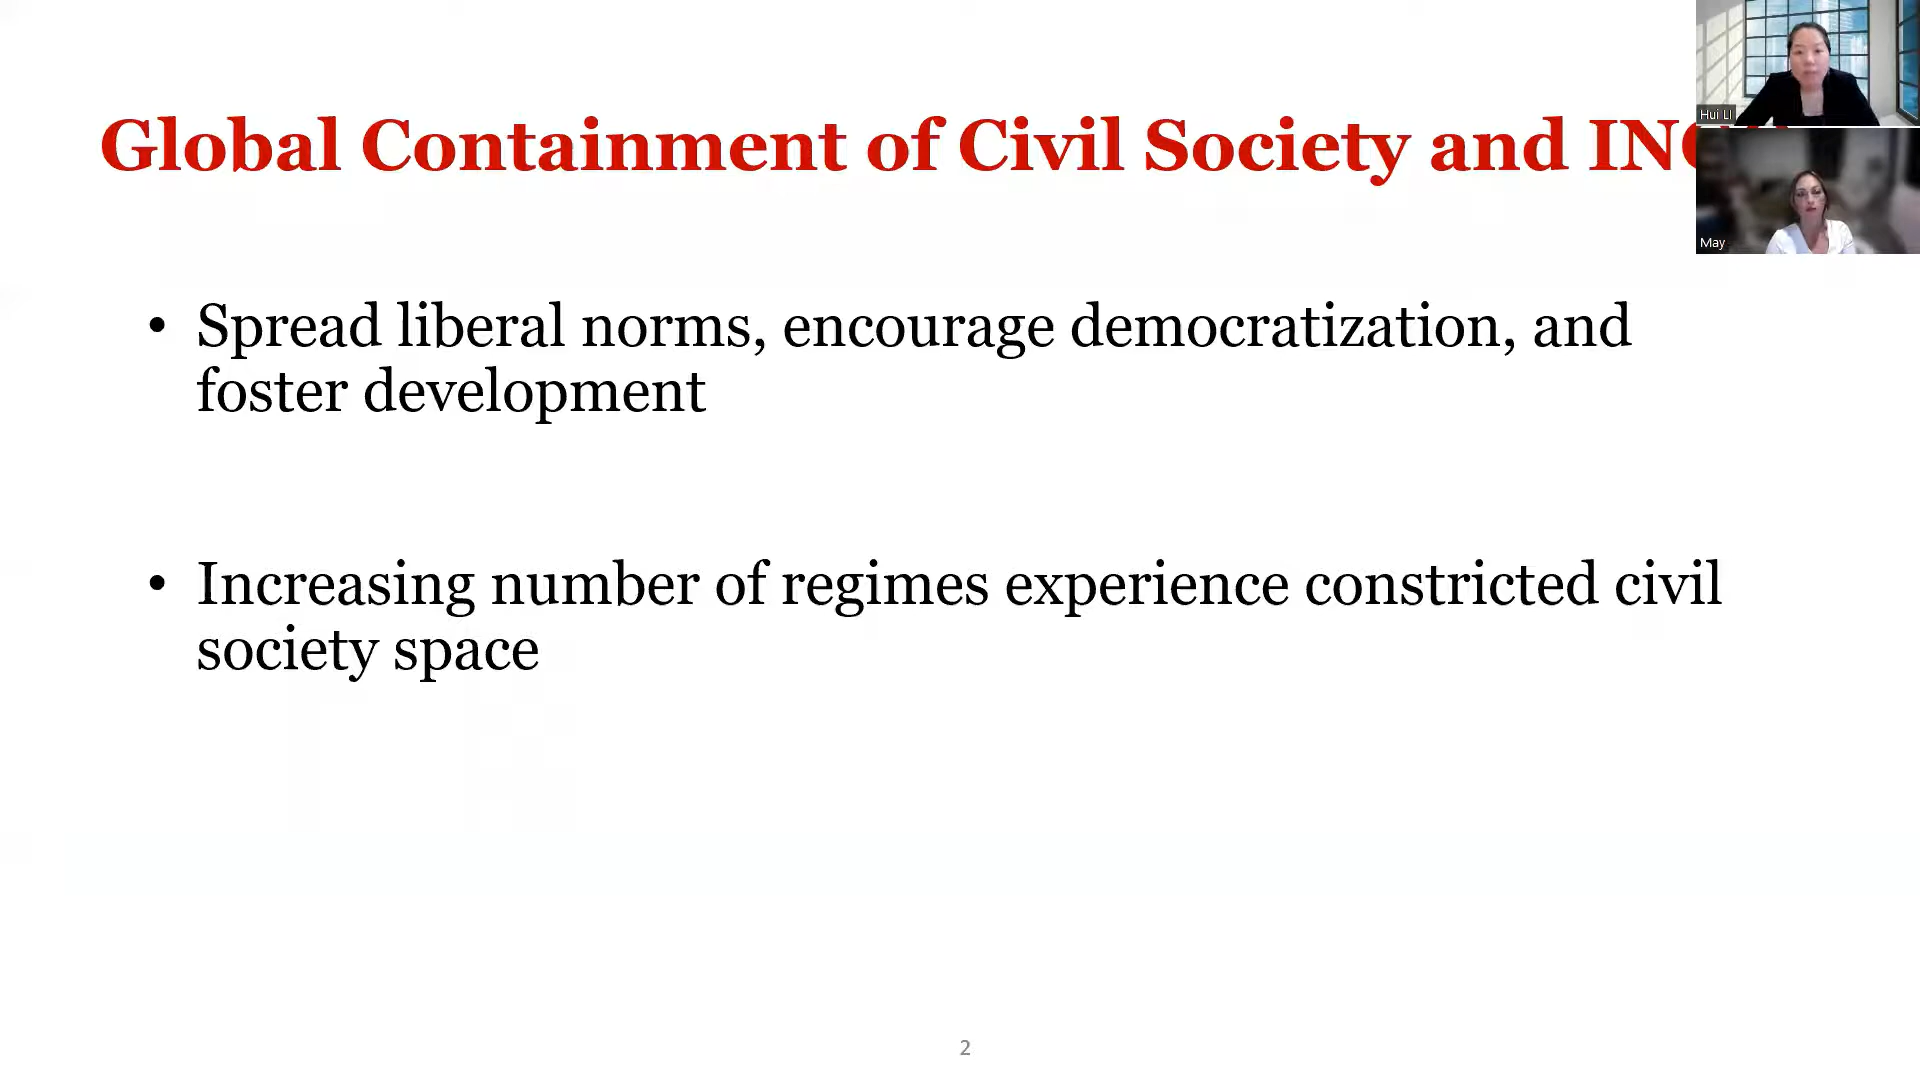 Global Containment of Civil Society and
• Spread liberal norms, encourage democratization, and
foster development
• Increasing number of regimes experience constricted civil
society space
2
Hui LI
May